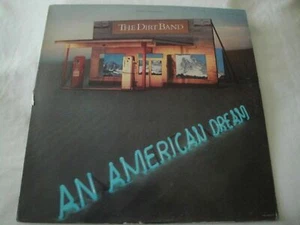 THE DIRT BAND
AN AMERICAN DREAM